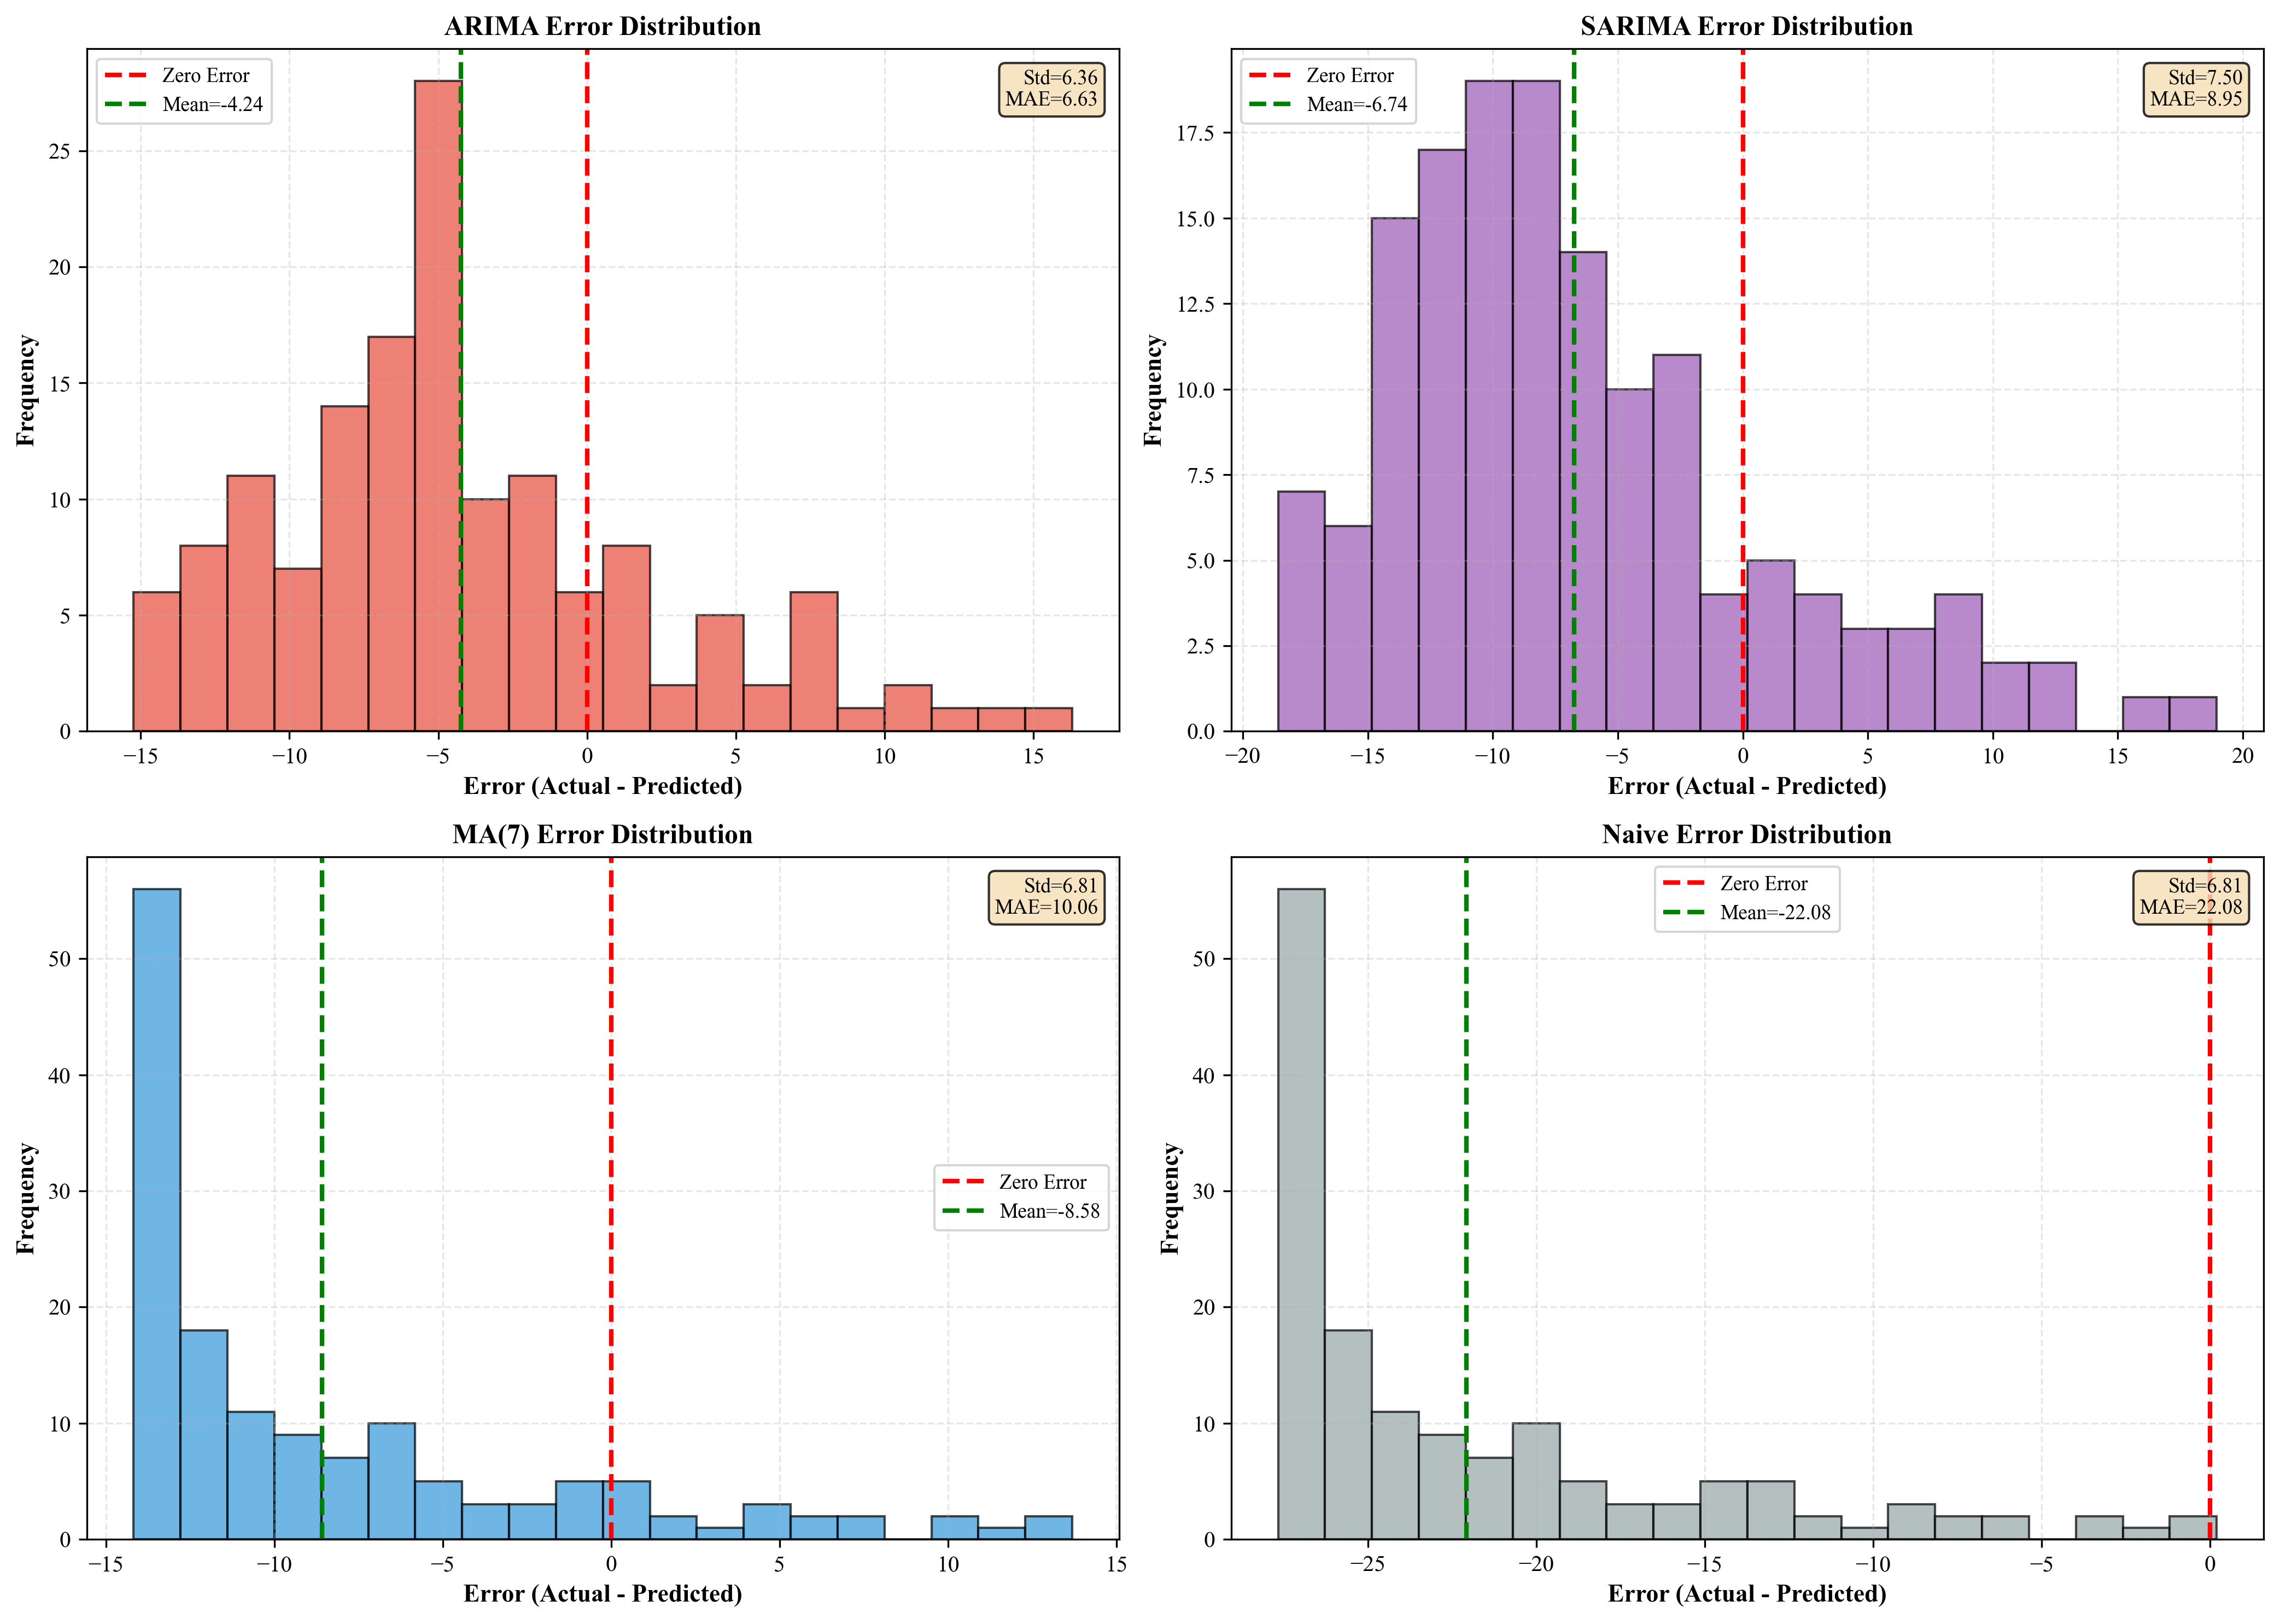 ARIMA Error Distribution
Zero Error
Mean=-4.24
Std=6.36
MAE=6.63
Frequency
25
20
15
10
5
0
−15
−10
−5
0
5
10
15
Error (Actual - Predicted)
SARIMA Error Distribution
Zero Error
Mean=-6.74
Std=7.50
MAE=8.95
Frequency
17.5
15.0
12.5
10.0
7.5
5.0
2.5
0.0
−20
−15
−10
−5
0
5
10
15
20
Error (Actual - Predicted)
MA(7) Error Distribution
Std=6.81
MAE=10.06
Zero Error
Mean=-8.58
Frequency
50
40
30
20
10
0
−15
−10
−5
0
5
10
15
Error (Actual - Predicted)
Naive Error Distribution
Zero Error
Mean=-22.08
Std=6.81
MAE=22.08
Frequency
50
40
30
20
10
0
−25
−20
−15
−10
−5
0
Error (Actual - Predicted)